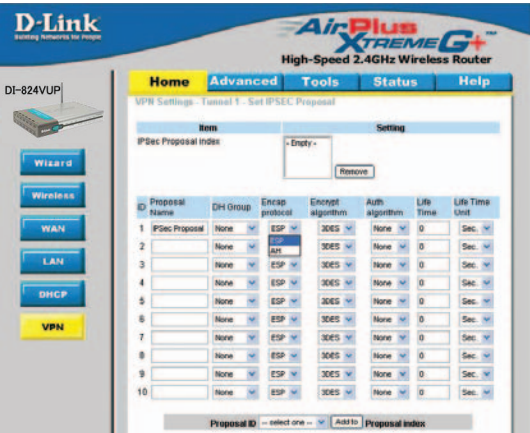 D-Link
Building Networks for People
AirPlus
XTREME G+™
High-Speed 2.4GHz Wireless Router
DI-824VUP
Home Advanced Tools Status Help
VPN Settings - Tunnel 1 - Set IPSEC Proposal
Item Setting
IPSec Proposal index - Empty -
Remove
ID Proposal Name DH Group Encap protocol Encrypt algorithm Auth algorithm Life Time Life Time Unit
1 IPSec Proposal None ESP 3DES None 0 Sec.
ESP
AH
2 None 3DES None 0 Sec.
3 None ESP 3DES None 0 Sec.
4 None ESP 3DES None 0 Sec.
5 None ESP 3DES None 0 Sec.
6 None ESP 3DES None 0 Sec.
7 None ESP 3DES None 0 Sec.
8 None ESP 3DES None 0 Sec.
9 None ESP 3DES None 0 Sec.
10 None ESP 3DES None 0 Sec.
Proposal ID -- select one -- Add to Proposal index
Wizard
Wireless
WAN
LAN
DHCP
VPN